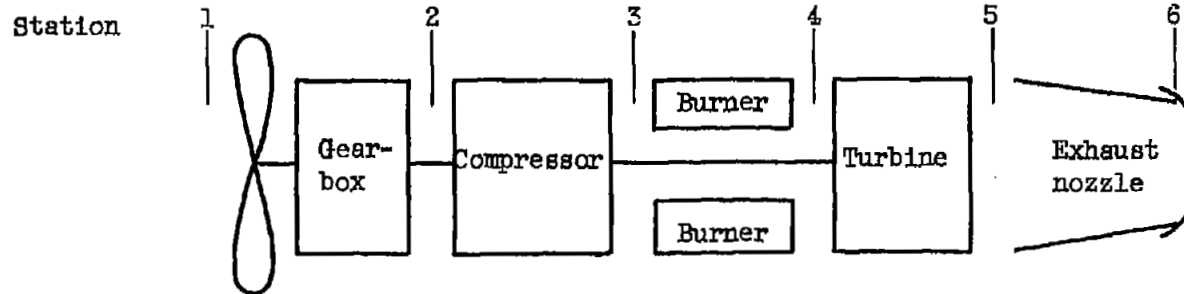 Station 1 2 3 4 5 6
Burner
Gear-
box
Compressor
Turbine
Exhaust
nozzle
Burner